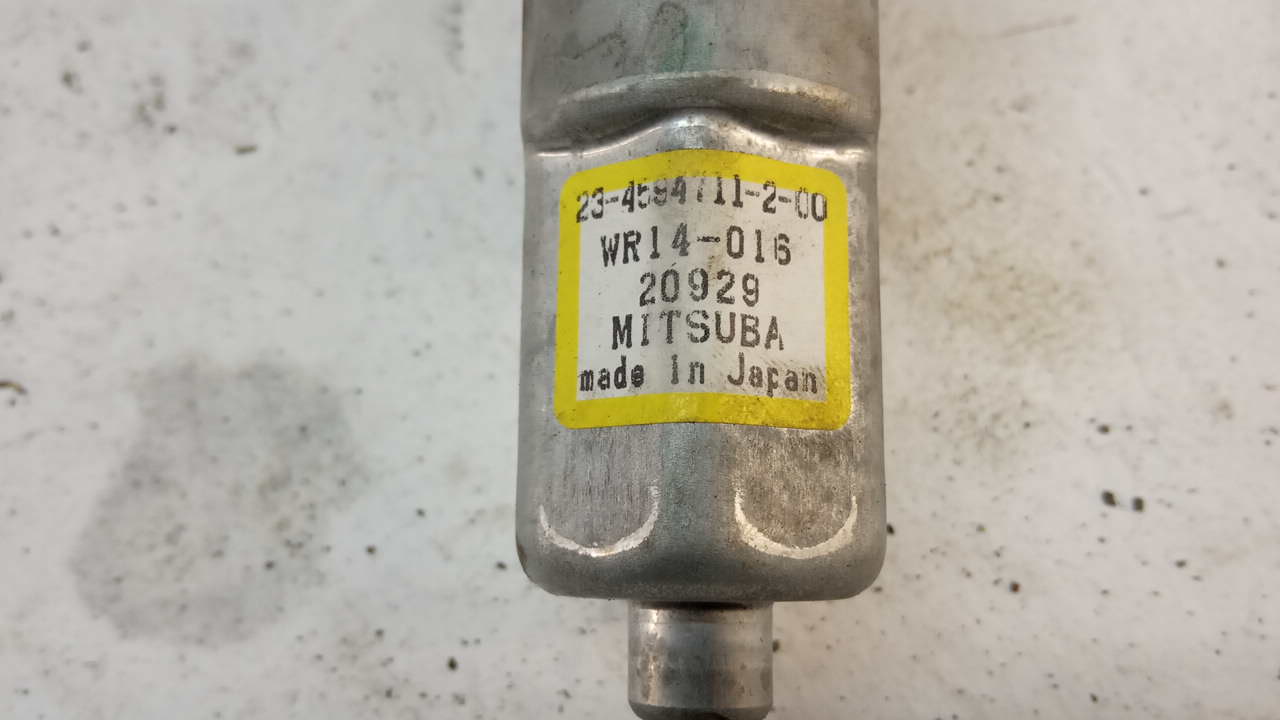 23-4594711-2-00
WR14-016
20929
MITSUBA
made in Japan